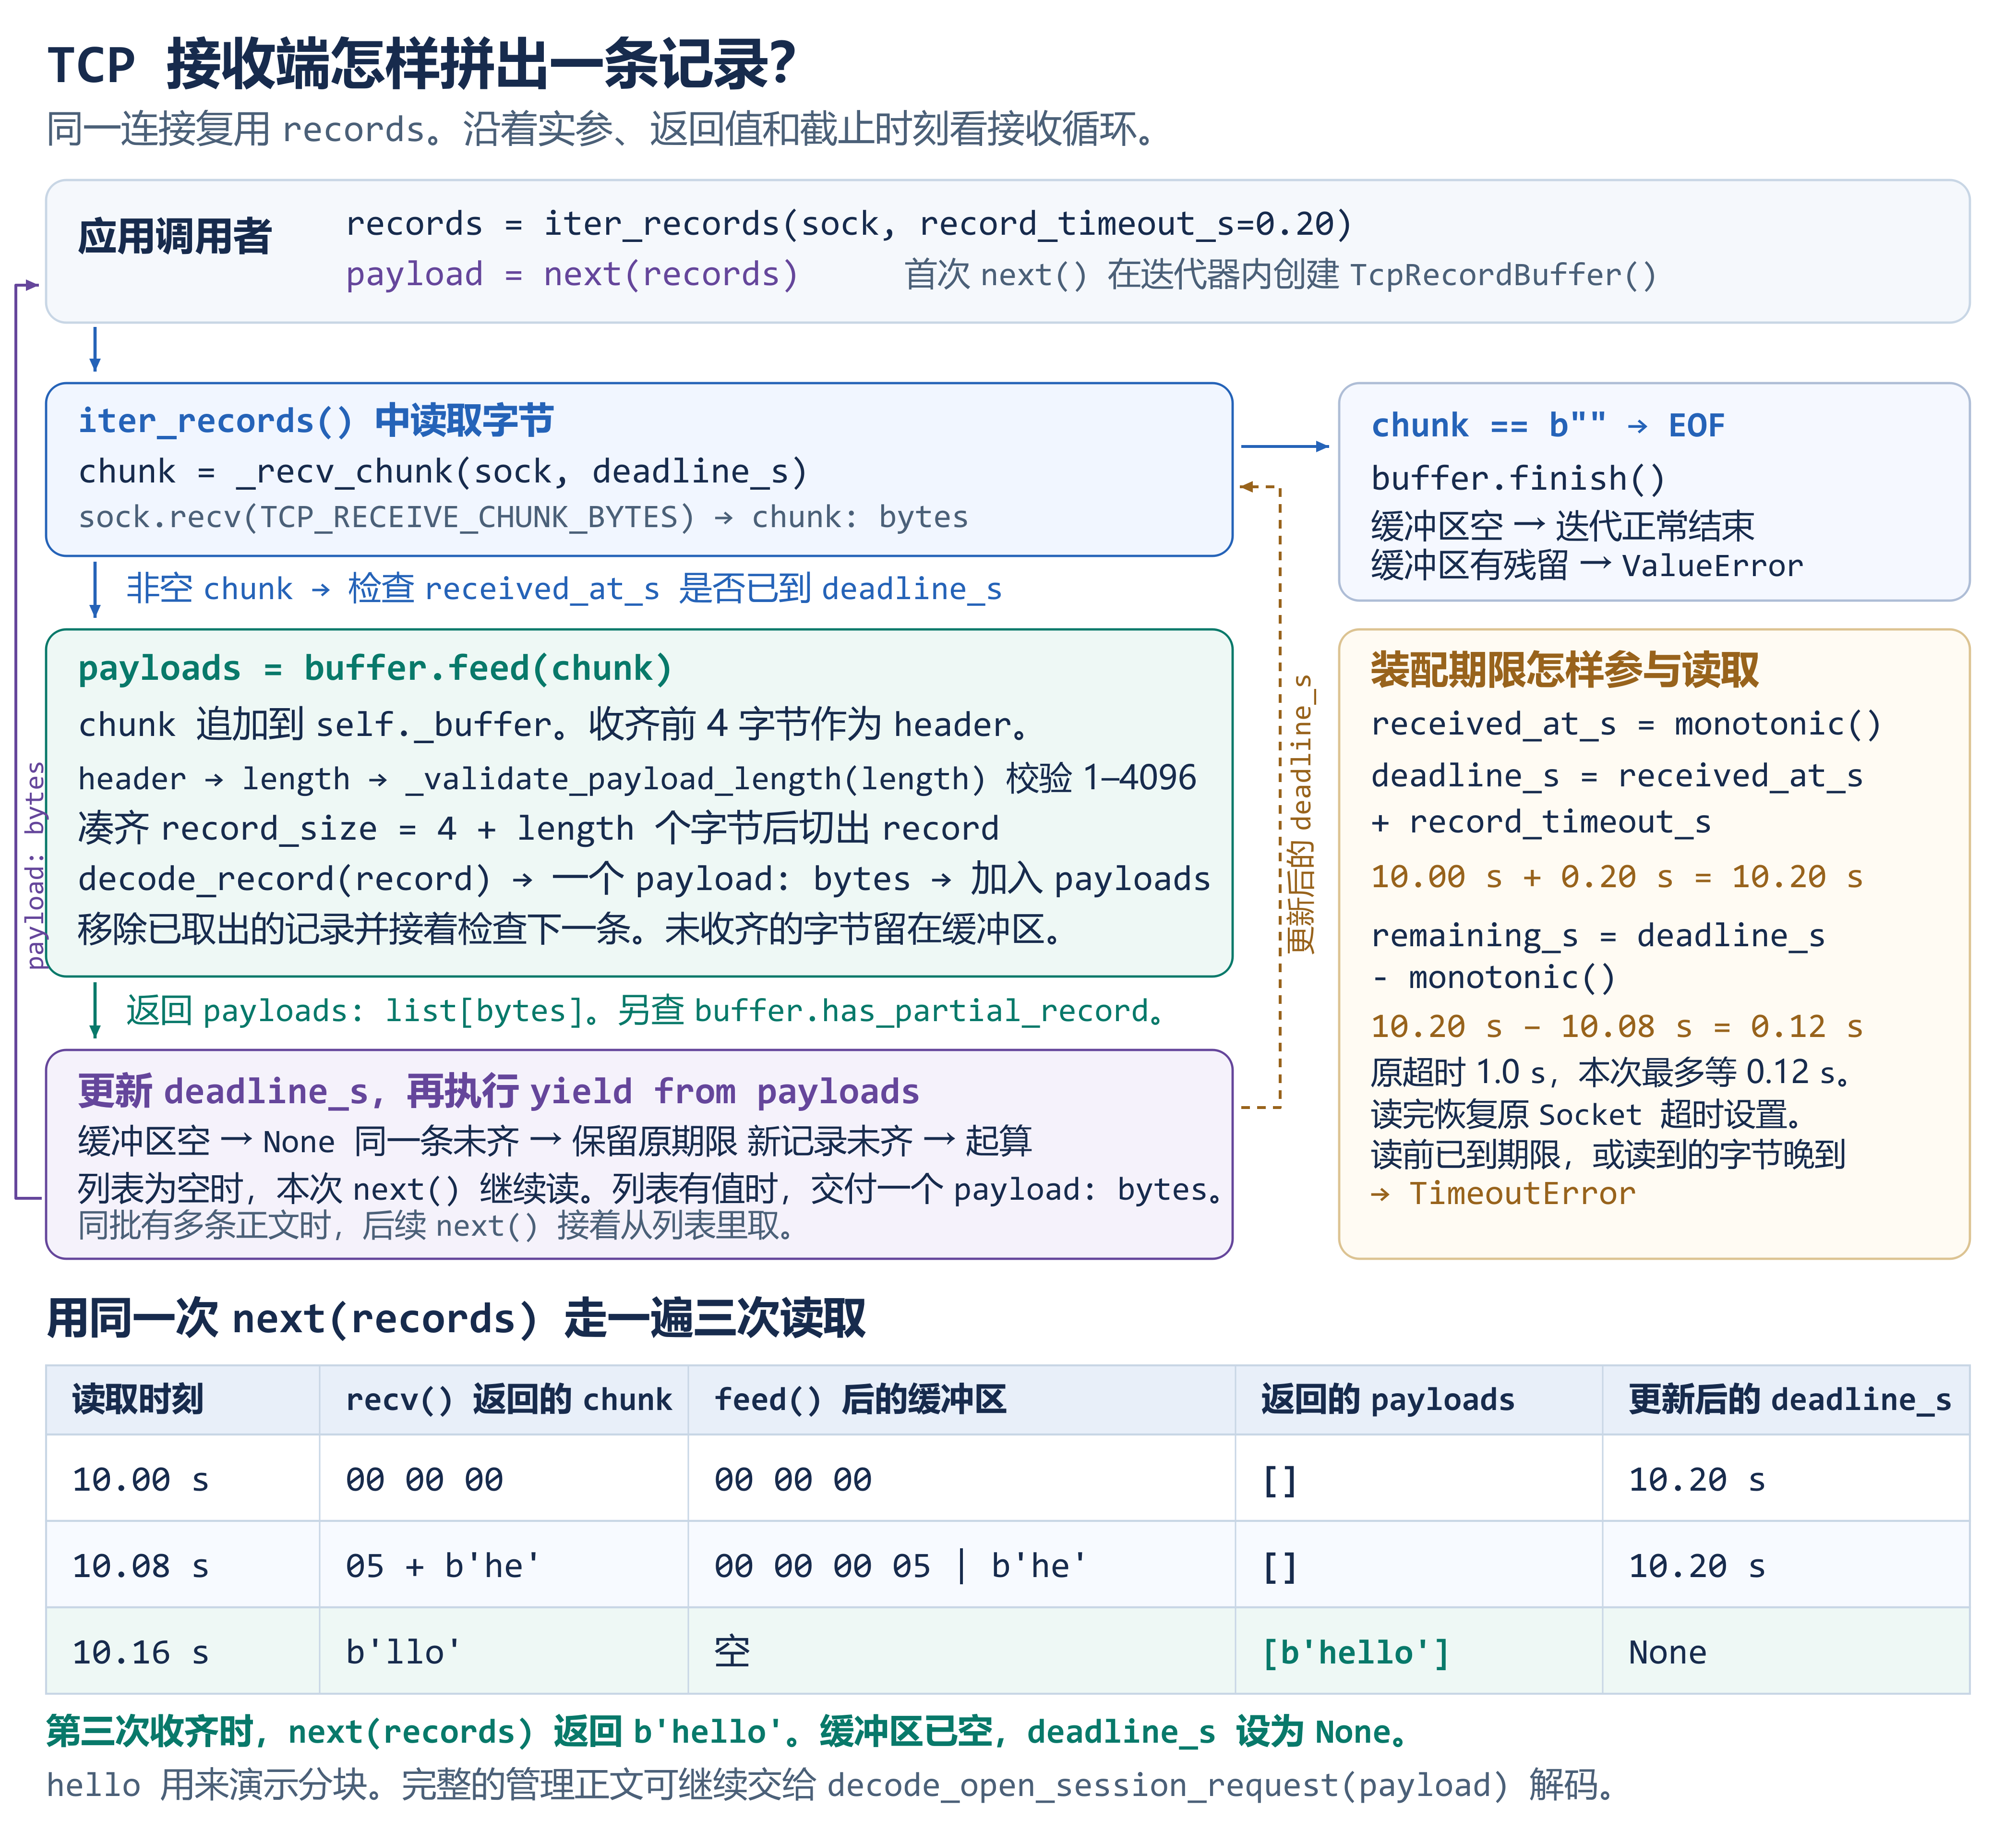 TCP 接收端怎样拼出一条记录？
同一连接复用 records。沿着实参、返回值和截止时刻看接收循环。
应用调用者
records = iter_records(sock, record_timeout_s=0.20)
payload = next(records)
首次 next() 在迭代器内创建 TcpRecordBuffer()
iter_records() 中读取字节
chunk = _recv_chunk(sock, deadline_s)
sock.recv(TCP_RECEIVE_CHUNK_BYTES) → chunk: bytes
chunk == b"" → EOF
buffer.finish()
缓冲区空 → 迭代正常结束
缓冲区有残留 → ValueError
非空 chunk → 检查 received_at_s 是否已到 deadline_s
payloads = buffer.feed(chunk)
chunk 追加到 self._buffer。收齐前 4 字节作为 header。
header → length → _validate_payload_length(length) 校验 1–4096
凑齐 record_size = 4 + length 个字节后切出 record
decode_record(record) → 一个 payload: bytes → 加入 payloads
移除已取出的记录并接着检查下一条。未收齐的字节留在缓冲区。
payload: bytes
更新后的 deadline_s
返回 payloads: list[bytes]。另查 buffer.has_partial_record。
更新 deadline_s，再执行 yield from payloads
缓冲区空 → None 同一条未齐 → 保留原期限 新记录未齐 → 起算
列表为空时，本次 next() 继续读。列表有值时，交付一个 payload: bytes。
同批有多条正文时，后续 next() 接着从列表里取。
装配期限怎样参与读取
received_at_s = monotonic()
deadline_s = received_at_s
+ record_timeout_s
10.00 s + 0.20 s = 10.20 s
remaining_s = deadline_s
- monotonic()
10.20 s – 10.08 s = 0.12 s
原超时 1.0 s，本次最多等 0.12 s。
读完恢复原 Socket 超时设置。
读前已到期限，或读到的字节晚到
→ TimeoutError
用同一次 next(records) 走一遍三次读取
读取时刻 recv() 返回的 chunk feed() 后的缓冲区 返回的 payloads 更新后的 deadline_s
10.00 s 00 00 00 00 00 00 [] 10.20 s
10.08 s 05 + b'he' 00 00 00 05 | b'he' [] 10.20 s
10.16 s b'llo' 空 [b'hello'] None
第三次收齐时，next(records) 返回 b'hello'。缓冲区已空，deadline_s 设为 None。
hello 用来演示分块。完整的管理正文可继续交给 decode_open_session_request(payload) 解码。